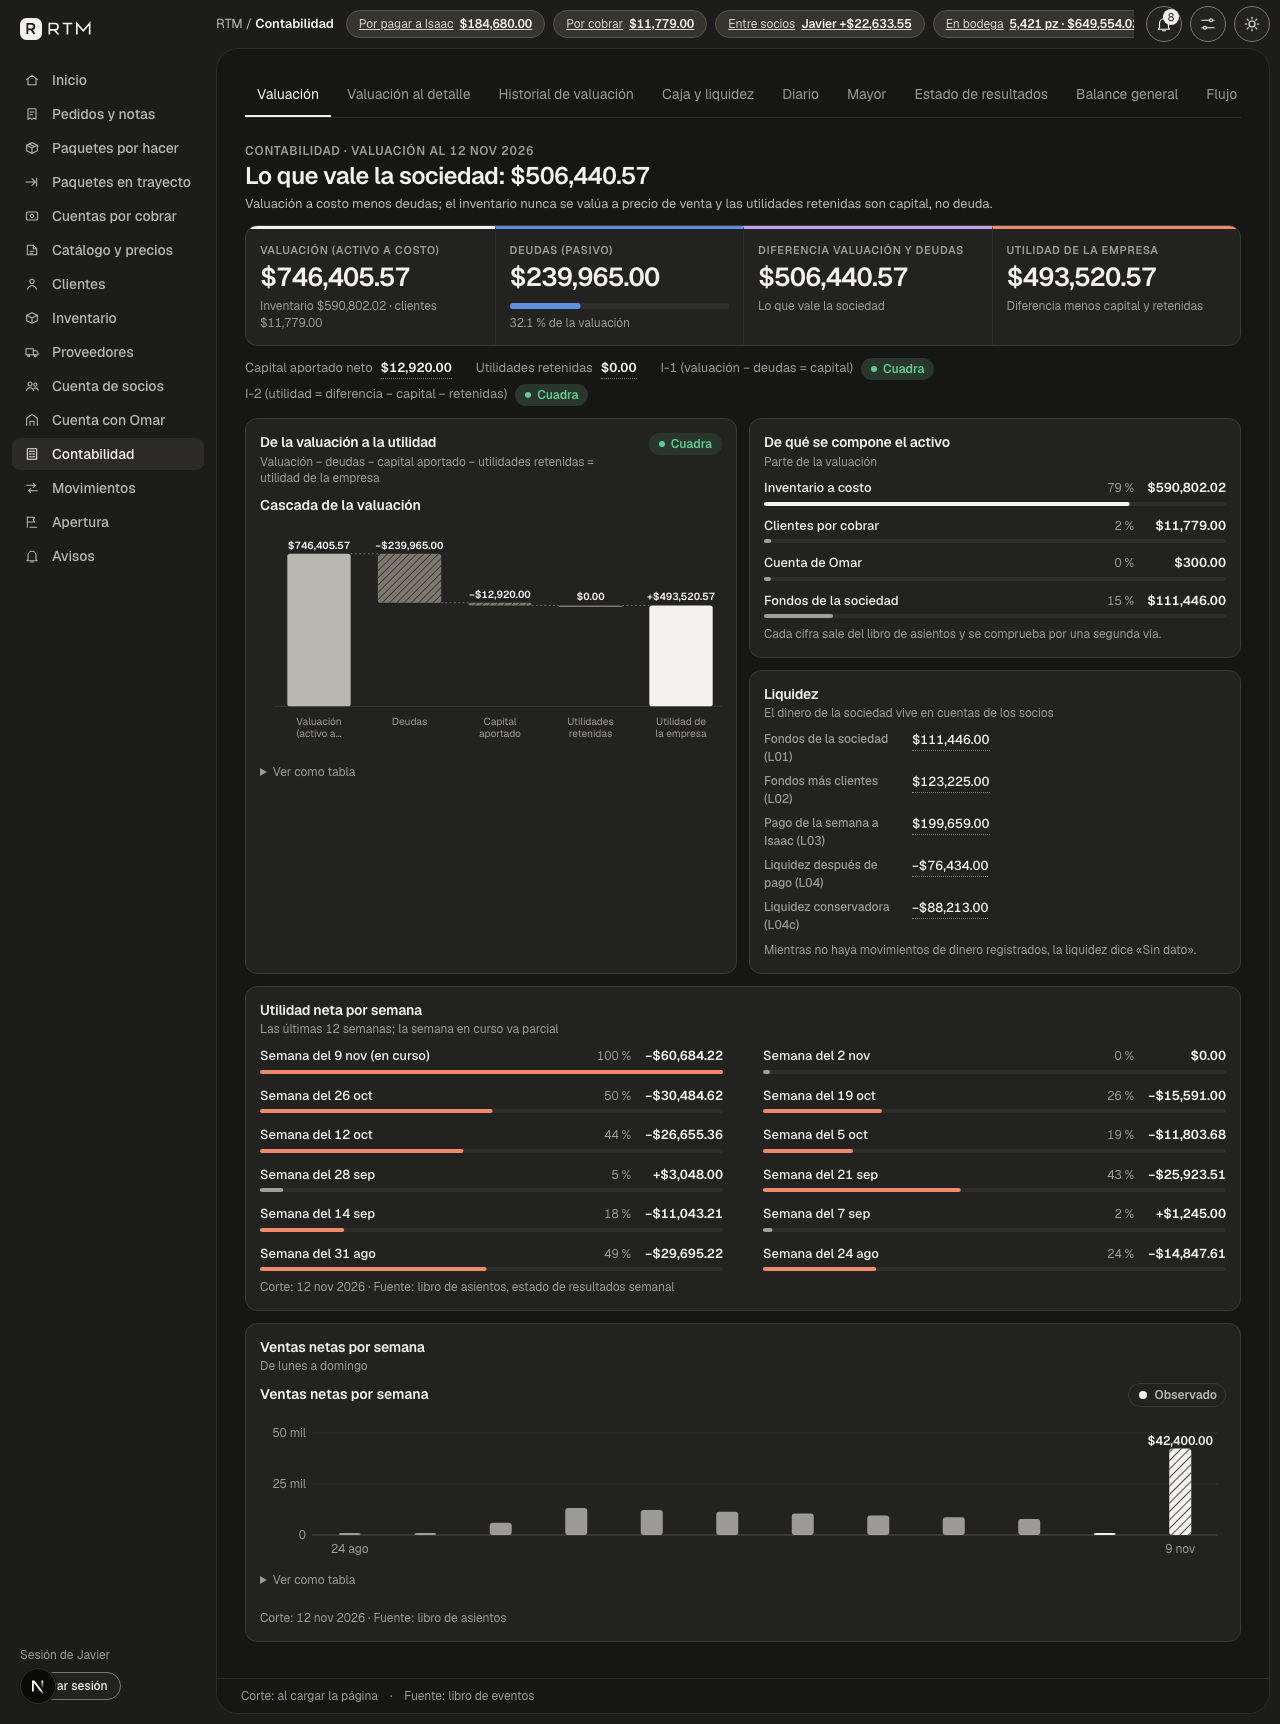 R RTM
RTM / Contabilidad
Por pagar a Isaac $184,680.00
Por cobrar $11,779.00
Entre socios Javier +$22,633.55
En bodega 5,421 pz · $649,554.0
8
Inicio
Pedidos y notas
Paquetes por hacer
Paquetes en trayecto
Cuentas por cobrar
Catálogo y precios
Clientes
Inventario
Proveedores
Cuenta de socios
Cuenta con Omar
Contabilidad
Movimientos
Apertura
Avisos
Valuación Valuación al detalle Historial de valuación Caja y liquidez Diario Mayor Estado de resultados Balance general Flujo
CONTABILIDAD · VALUACIÓN AL 12 NOV 2026
Lo que vale la sociedad: $506,440.57
Valuación a costo menos deudas; el inventario nunca se valúa a precio de venta y las utilidades retenidas son capital, no deuda.
VALUACIÓN (ACTIVO A COSTO)
$746,405.57
Inventario $590,802.02 · clientes
$11,779.00
DEUDAS (PASIVO)
$239,965.00
32.1 % de la valuación
DIFERENCIA VALUACIÓN Y DEUDAS
$506,440.57
Lo que vale la sociedad
UTILIDAD DE LA EMPRESA
$493,520.57
Diferencia menos capital y retenidas
Capital aportado neto $12,920.00 Utilidades retenidas $0.00 I-1 (valuación − deudas = capital) Cuadra
I-2 (utilidad = diferencia − capital − retenidas) Cuadra
De la valuación a la utilidad
Cuadra
Valuación − deudas − capital aportado − utilidades retenidas =
utilidad de la empresa
Cascada de la valuación
$746,405.57
−$239,965.00
−$12,920.00
$0.00
+$493,520.57
Valuación
(activo a…
Deudas
Capital
aportado
Utilidades
retenidas
Utilidad de
la empresa
Ver como tabla
De qué se compone el activo
Parte de la valuación
Inventario a costo 79 % $590,802.02
Clientes por cobrar 2 % $11,779.00
Cuenta de Omar 0 % $300.00
Fondos de la sociedad 15 % $111,446.00
Cada cifra sale del libro de asientos y se comprueba por una segunda vía.
Liquidez
El dinero de la sociedad vive en cuentas de los socios
Fondos de la sociedad
(L01)
$111,446.00
Fondos más clientes
(L02)
$123,225.00
Pago de la semana a
Isaac (L03)
$199,659.00
Liquidez después de
pago (L04)
−$76,434.00
Liquidez conservadora
(L04c)
−$88,213.00
Mientras no haya movimientos de dinero registrados, la liquidez dice «Sin dato».
Utilidad neta por semana
Las últimas 12 semanas; la semana en curso va parcial
Semana del 9 nov (en curso) 100 % −$60,684.22
Semana del 2 nov 0 % $0.00
Semana del 26 oct 50 % −$30,484.62
Semana del 19 oct 26 % −$15,591.00
Semana del 12 oct 44 % −$26,655.36
Semana del 5 oct 19 % −$11,803.68
Semana del 28 sep 5 % +$3,048.00
Semana del 21 sep 43 % −$25,923.51
Semana del 14 sep 18 % −$11,043.21
Semana del 7 sep 2 % +$1,245.00
Semana del 31 ago 49 % −$29,695.22
Semana del 24 ago 24 % −$14,847.61
Corte: 12 nov 2026 · Fuente: libro de asientos, estado de resultados semanal
Ventas netas por semana
De lunes a domingo
Ventas netas por semana
Observado
50 mil
25 mil
0
$42,400.00
24 ago
9 nov
Ver como tabla
Corte: 12 nov 2026 · Fuente: libro de asientos
Sesión de Javier
N
ar sesión
Corte: al cargar la página · Fuente: libro de eventos